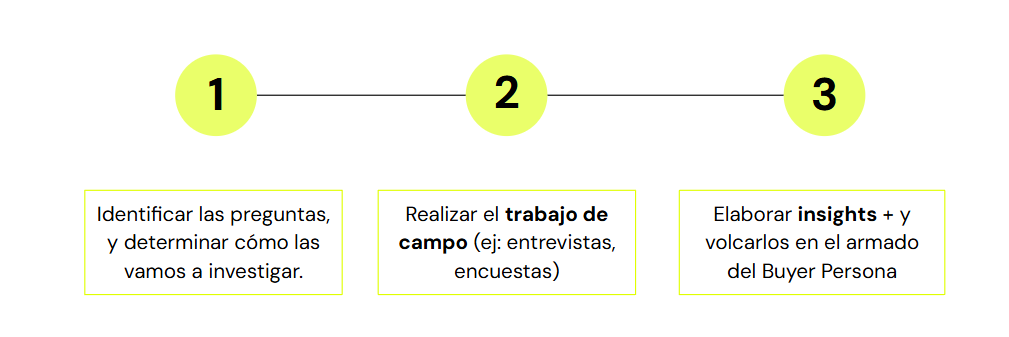 1
2
3
Identificar las preguntas,
y determinar cómo las
vamos a investigar.
Realizar el trabajo de
campo (ej: entrevistas,
encuestas)
Elaborar insights + y
volcarlos en el armado
del Buyer Persona